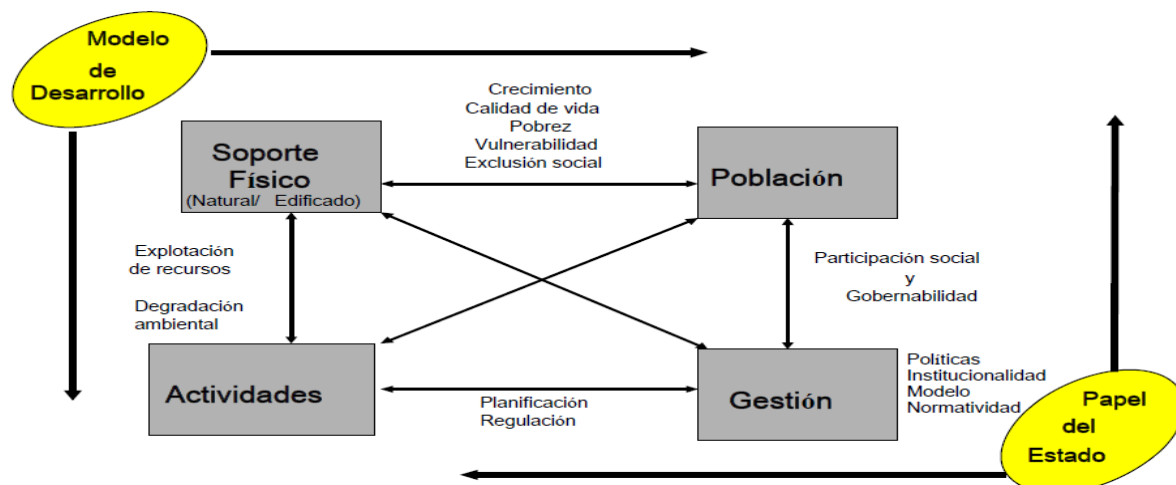 Modelo
de
Desarrollo
Crecimiento
Calidad de vida
Pobrez
Vulnerabilidad
Exclusión social
Soporte
Físico
(Natural/ Edificado)
Población
Explotación
de recursos
Degradación
ambiental
Participación social
y
Gobernabilidad
Actividades
Planificación
Regulación
Gestión
Políticas
Institucionalidad
Modelo
Normatividad
Papel
del
Estado